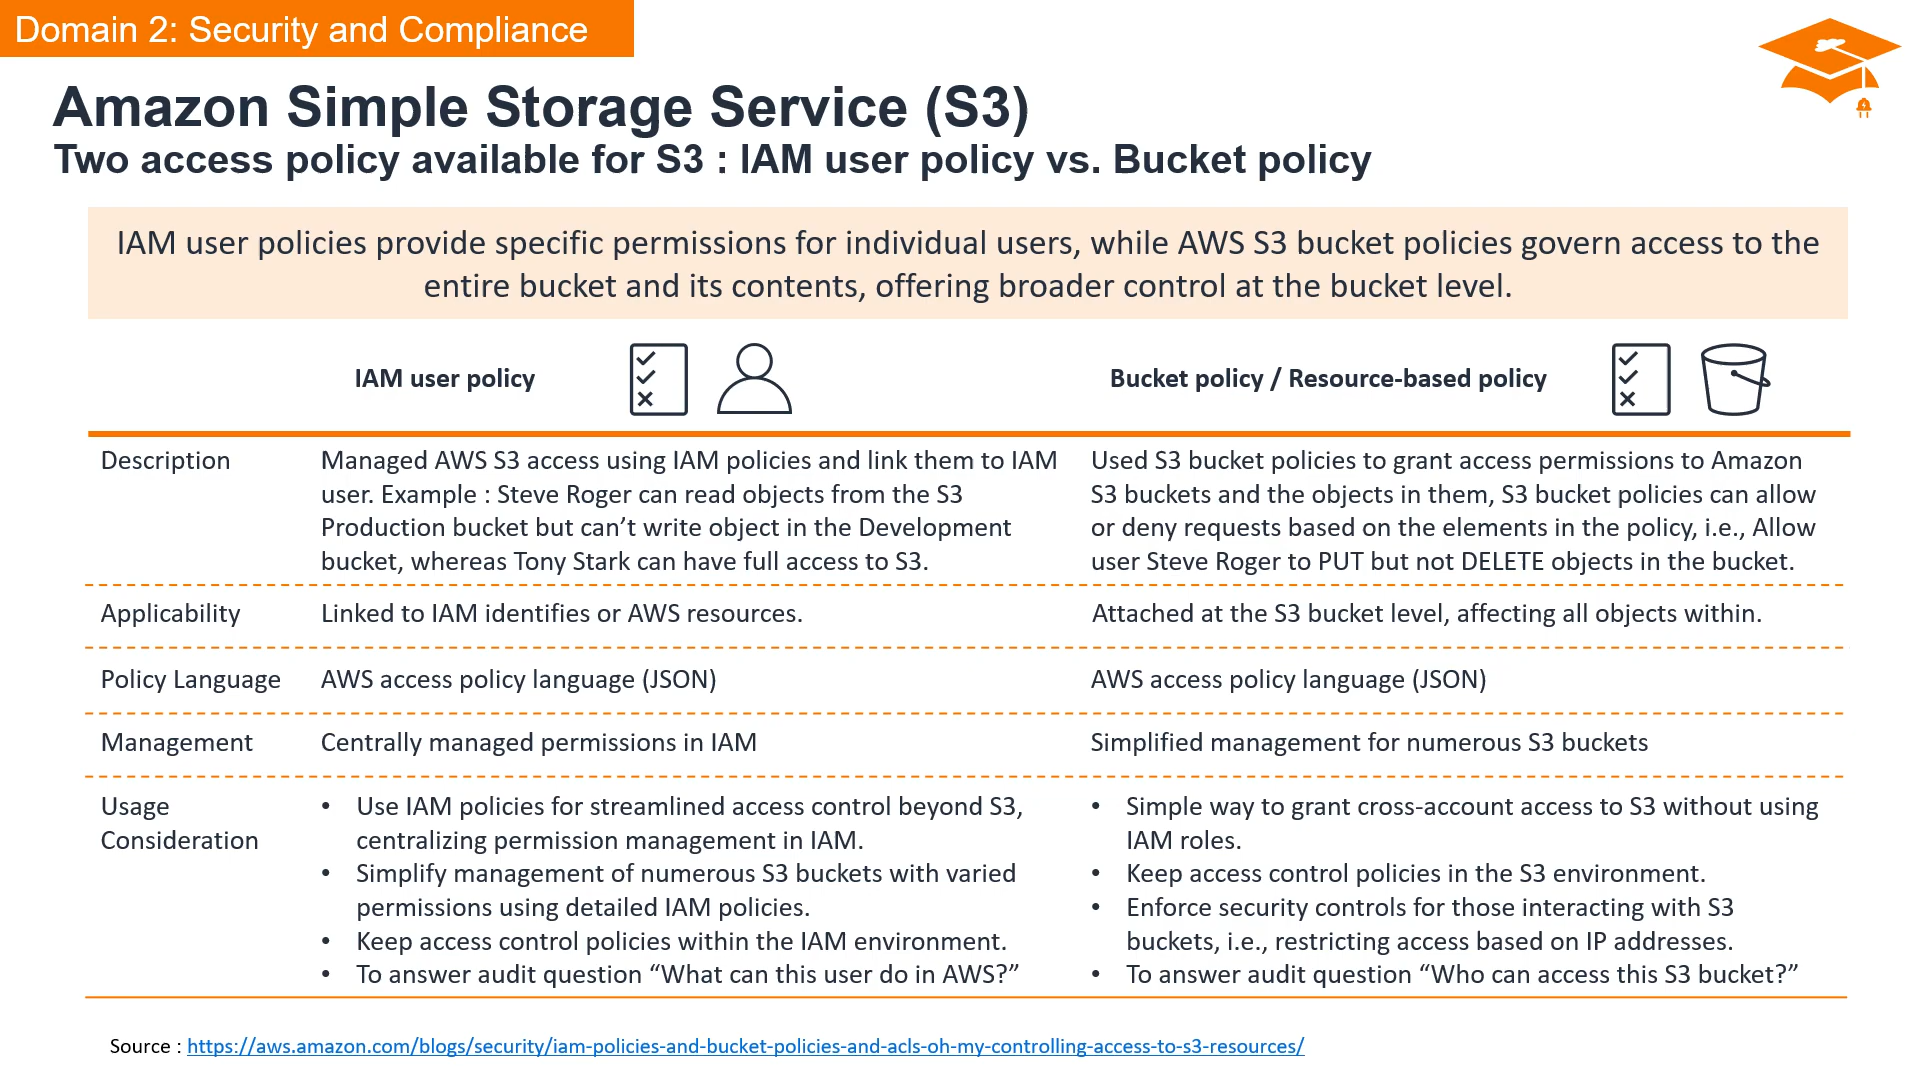 Domain 2: Security and Compliance
Amazon Simple Storage Service (S3)
Two access policy available for S3 : IAM user policy vs. Bucket policy
IAM user policies provide specific permissions for individual users, while AWS S3 bucket policies govern access to the
entire bucket and its contents, offering broader control at the bucket level.
IAM user policy
Bucket policy / Resource-based policy
Description
Managed AWS S3 access using IAM policies and link them to IAM
user. Example : Steve Roger can read objects from the S3
Production bucket but can’t write object in the Development
bucket, whereas Tony Stark can have full access to S3.
Used S3 bucket policies to grant access permissions to Amazon
S3 buckets and the objects in them, S3 bucket policies can allow
or deny requests based on the elements in the policy, i.e., Allow
user Steve Roger to PUT but not DELETE objects in the bucket.
Applicability
Linked to IAM identifies or AWS resources.
Attached at the S3 bucket level, affecting all objects within.
Policy Language
AWS access policy language (JSON)
AWS access policy language (JSON)
Management
Centrally managed permissions in IAM
Simplified management for numerous S3 buckets
Usage
Consideration
• Use IAM policies for streamlined access control beyond S3,
centralizing permission management in IAM.
• Simplify management of numerous S3 buckets with varied
permissions using detailed IAM policies.
• Keep access control policies within the IAM environment.
• To answer audit question “What can this user do in AWS?”
• Simple way to grant cross-account access to S3 without using
IAM roles.
• Keep access control policies in the S3 environment.
• Enforce security controls for those interacting with S3
buckets, i.e., restricting access based on IP addresses.
• To answer audit question “Who can access this S3 bucket?”
Source : https://aws.amazon.com/blogs/security/iam-policies-and-bucket-policies-and-acls-oh-my-controlling-access-to-s3-resources/